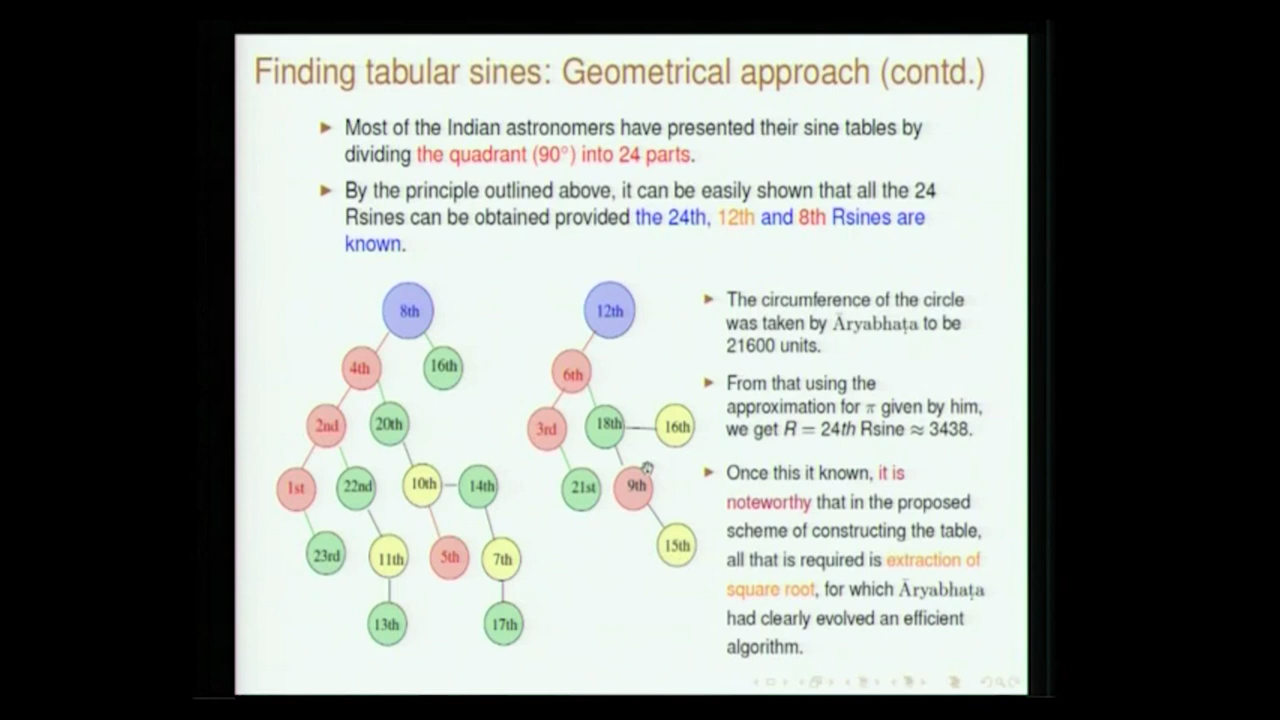 Finding tabular sines: Geometrical approach (contd.)
Most of the Indian astronomers have presented their sine tables by
dividing the quadrant (90°) into 24 parts.
By the principle outlined above, it can be easily shown that all the 24
Rsines can be obtained provided the 24th, 12th and 8th Rsines are
known.
8th
4th 16th
2nd 20th
1st 22nd 10th 14th
23rd 11th 5th 7th
13th 17th
12th
6th
3rd 18th 16th
21st 9th
15th
The circumference of the circle
was taken by Āryabhaṭa to be
21600 units.
From that using the
approximation for π given by him,
we get R = 24th Rsine ≈ 3438.
Once this it known, it is
noteworthy that in the proposed
scheme of constructing the table,
all that is required is extraction of
square root, for which Āryabhaṭa
had clearly evolved an efficient
algorithm.